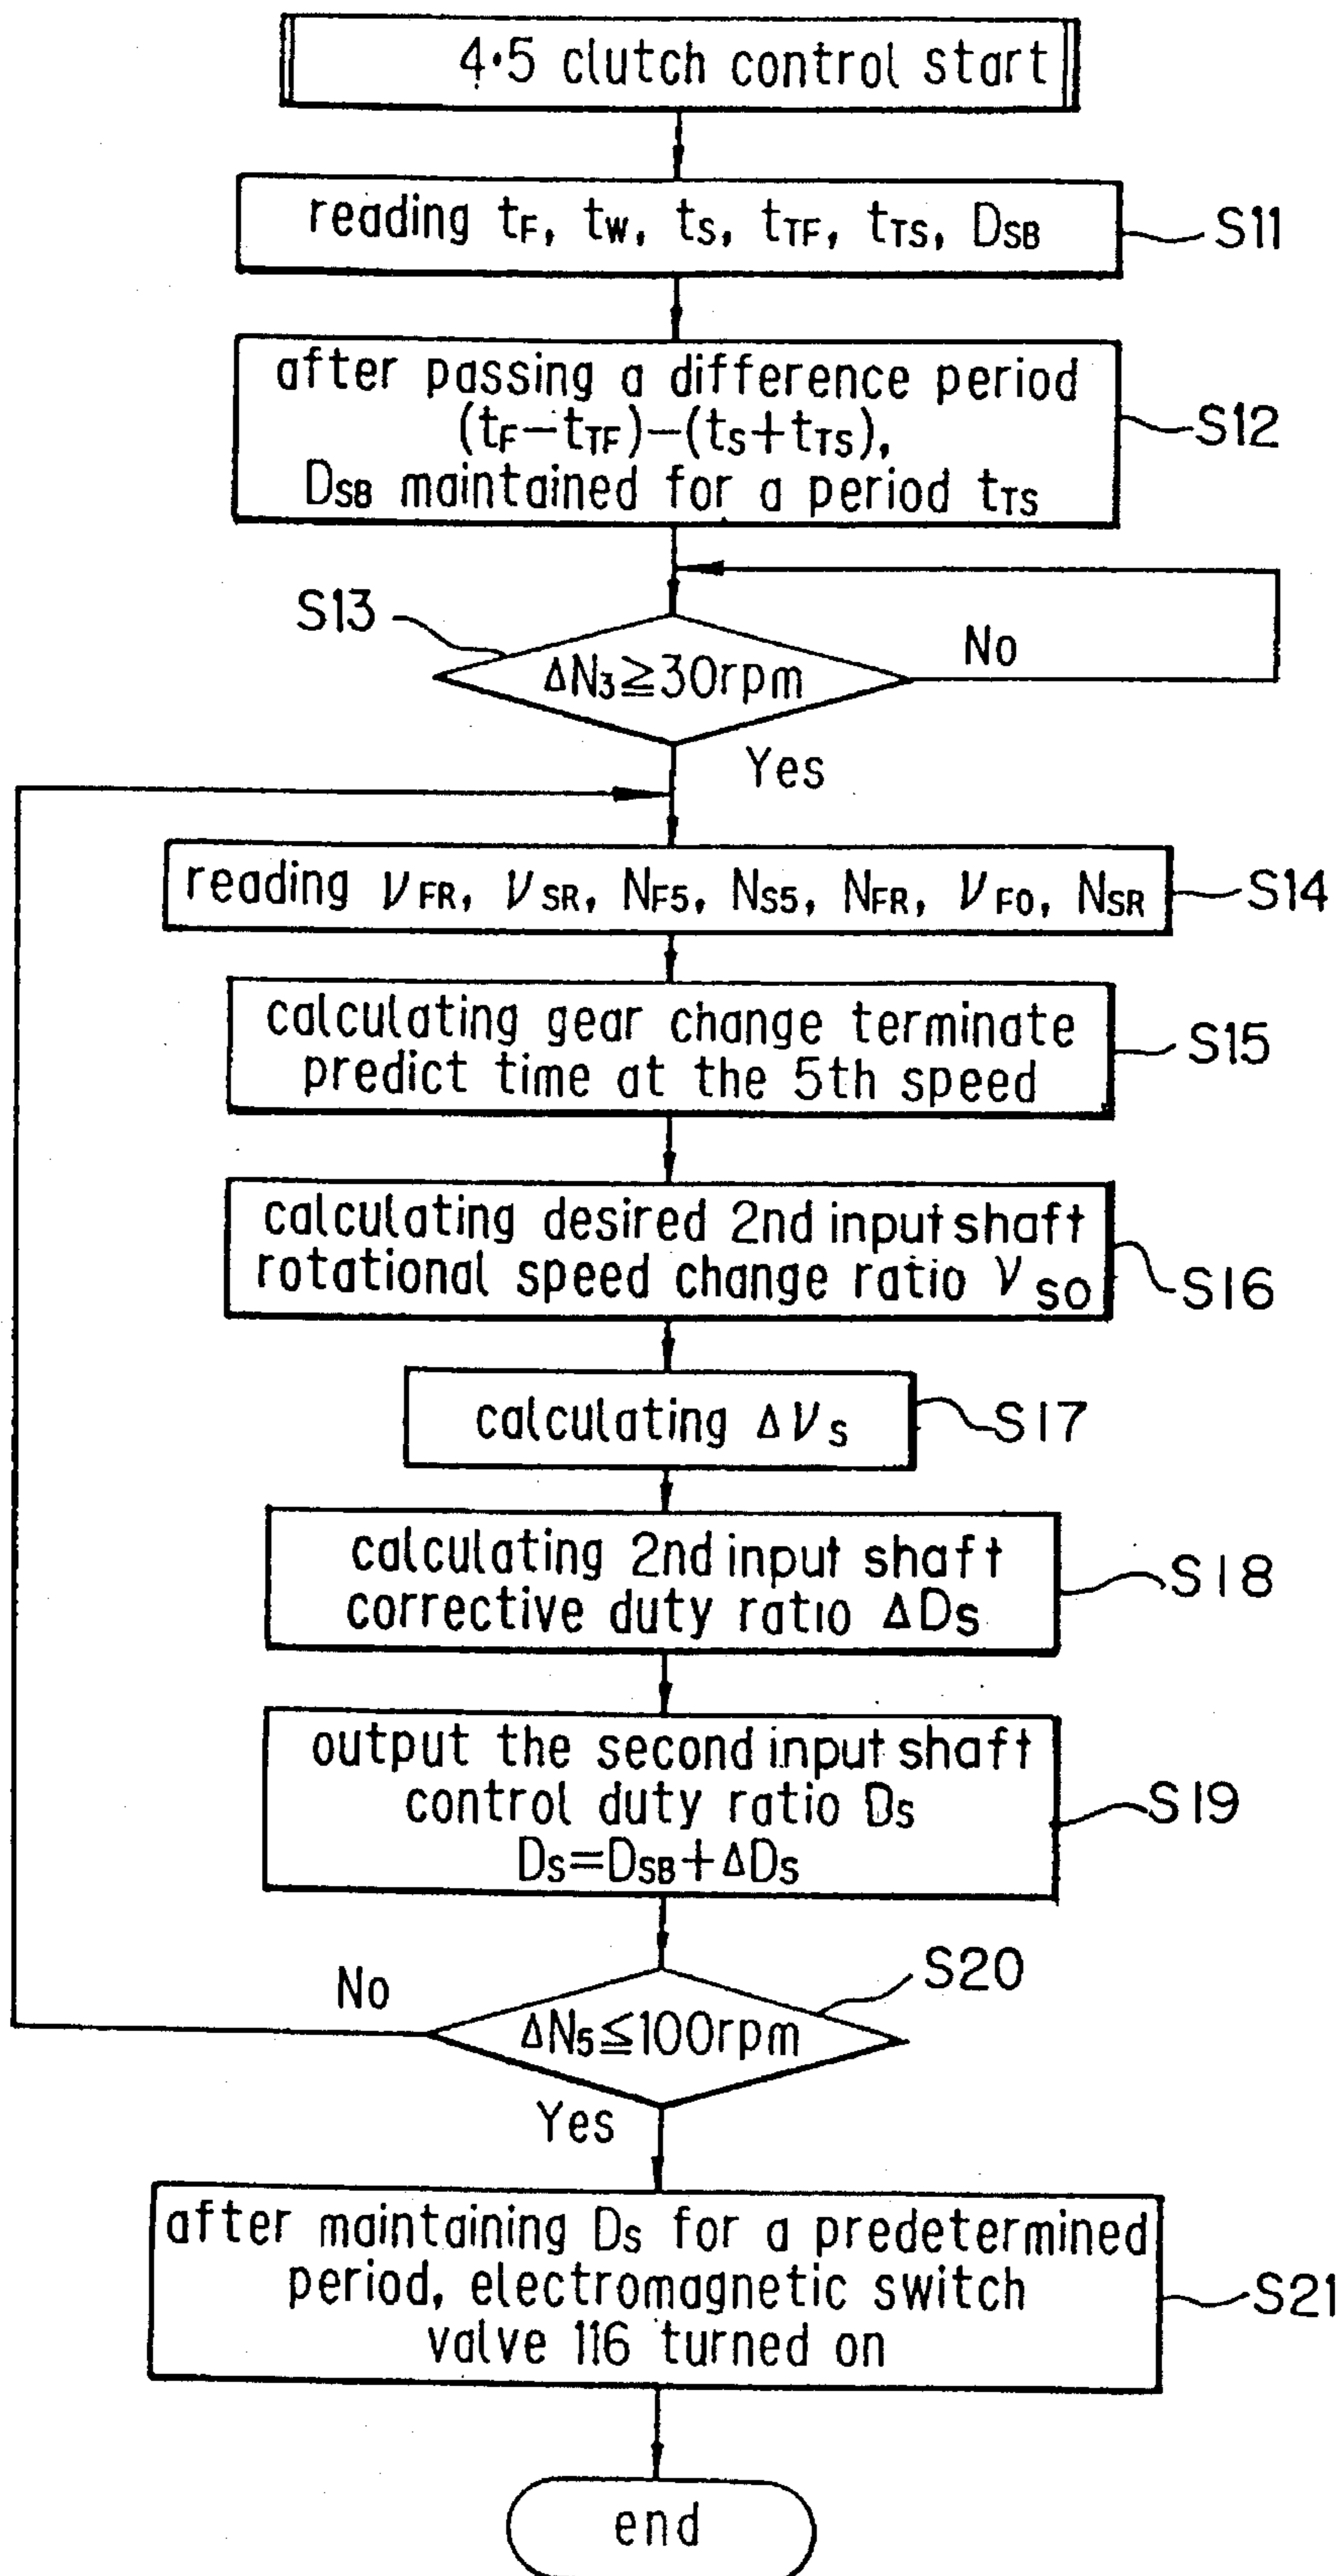 4·5 clutch control start
reading tF, tW, tS, tTF, tTS, DSB
S11
after passing a difference period
(tF−tTF)−(tS+tTS),
DSB maintained for a period tTS
S12
S13
ΔN3≧30rpm
No
Yes
reading νFR, νSR, NF5, NS5, NFR, νFO, NSR
S14
calculating gear change terminate
predict time at the 5th speed
S15
calculating desired 2nd input shaft
rotational speed change ratio νSO
S16
calculating Δνs
S17
calculating 2nd input shaft
corrective duty ratio ΔDs
S18
output the second input shaft
control duty ratio Ds
Ds=DSB+ΔDs
S19
No
S20
ΔN5≦100rpm
Yes
after maintaining Ds for a predetermined
period, electromagnetic switch
valve 116 turned on
S21
end